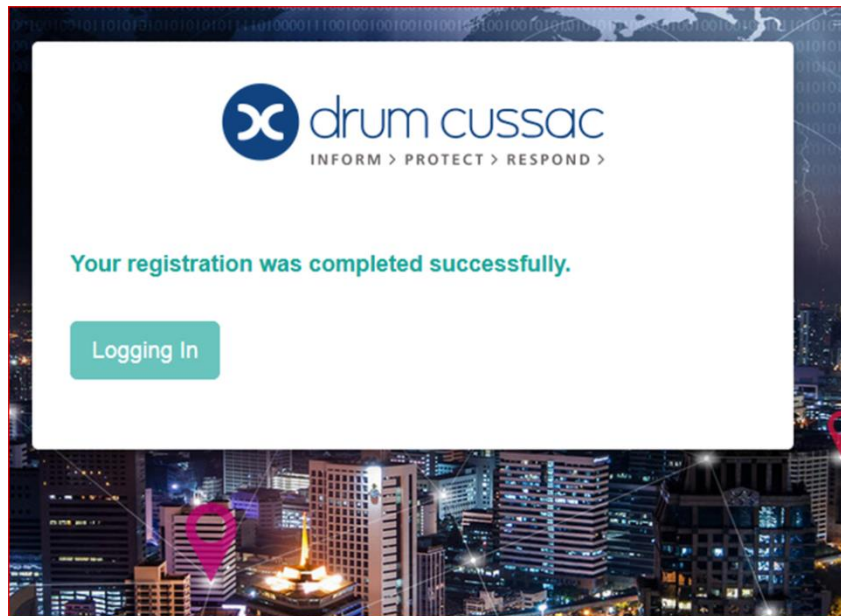 drum cussac
INFORM > PROTECT > RESPOND >
Your registration was completed successfully.
Logging In